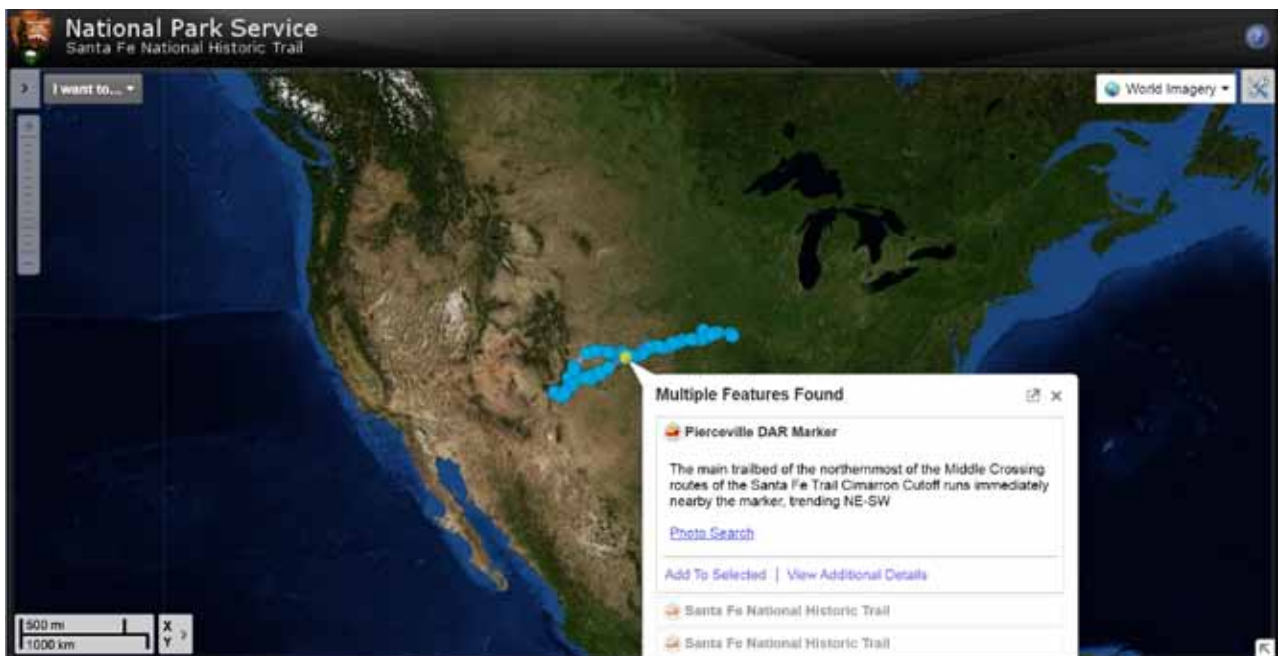 National Park Service
Santa Fe National Historic Trail
I want to...
World Imagery
Multiple Features Found
Pierceville DAR Marker
The main trailbed of the northernmost of the Middle Crossing
routes of the Santa Fe Trail Cimarron Cutoff runs immediately
nearby the marker, trending NE-SW
Photo Search
Add To Selected | View Additional Details
Santa Fe National Historic Trail
Santa Fe National Historic Trail
500 mi
1000 km
X
Y